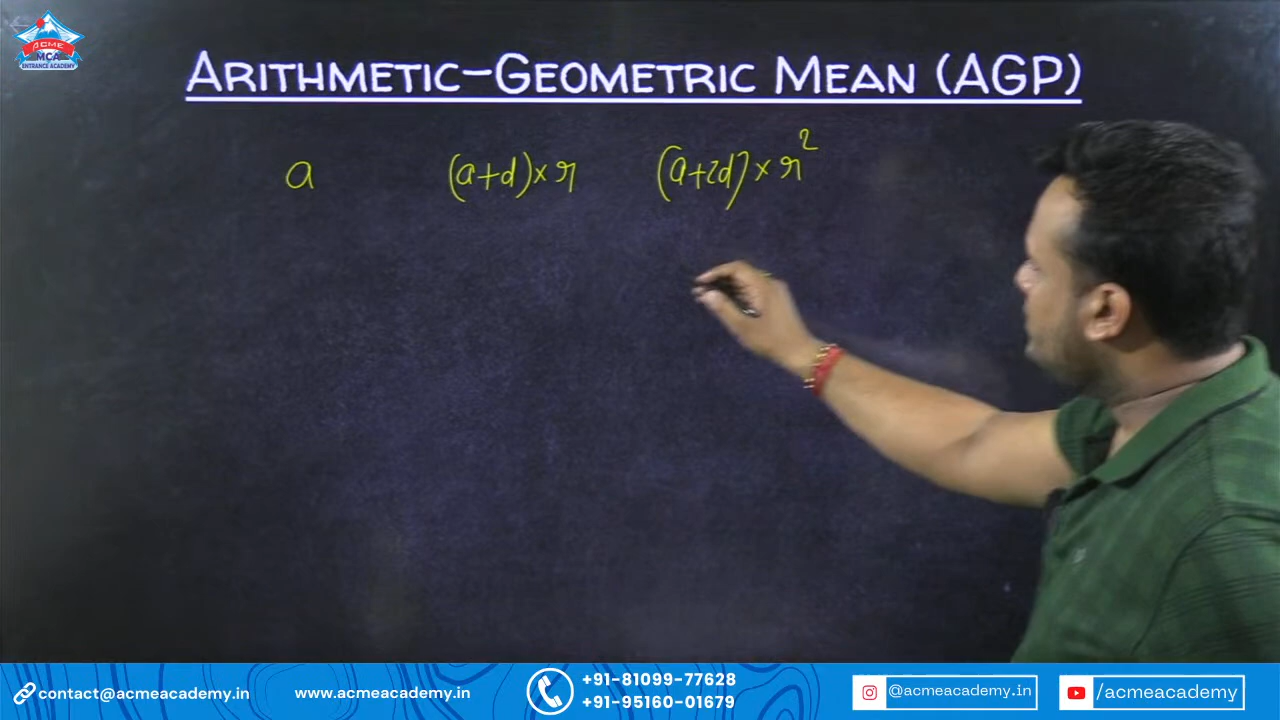 ACME
MCA
ENTRANCE ACADEMY
ARITHMETIC-GEOMETRIC MEAN (AGP)
a (a+d)×r (a+2d)×r²
contact@acmeacademy.in www.acmeacademy.in +91-81099-77628
+91-95160-01679
@acmeacademy.in /acmeacademy